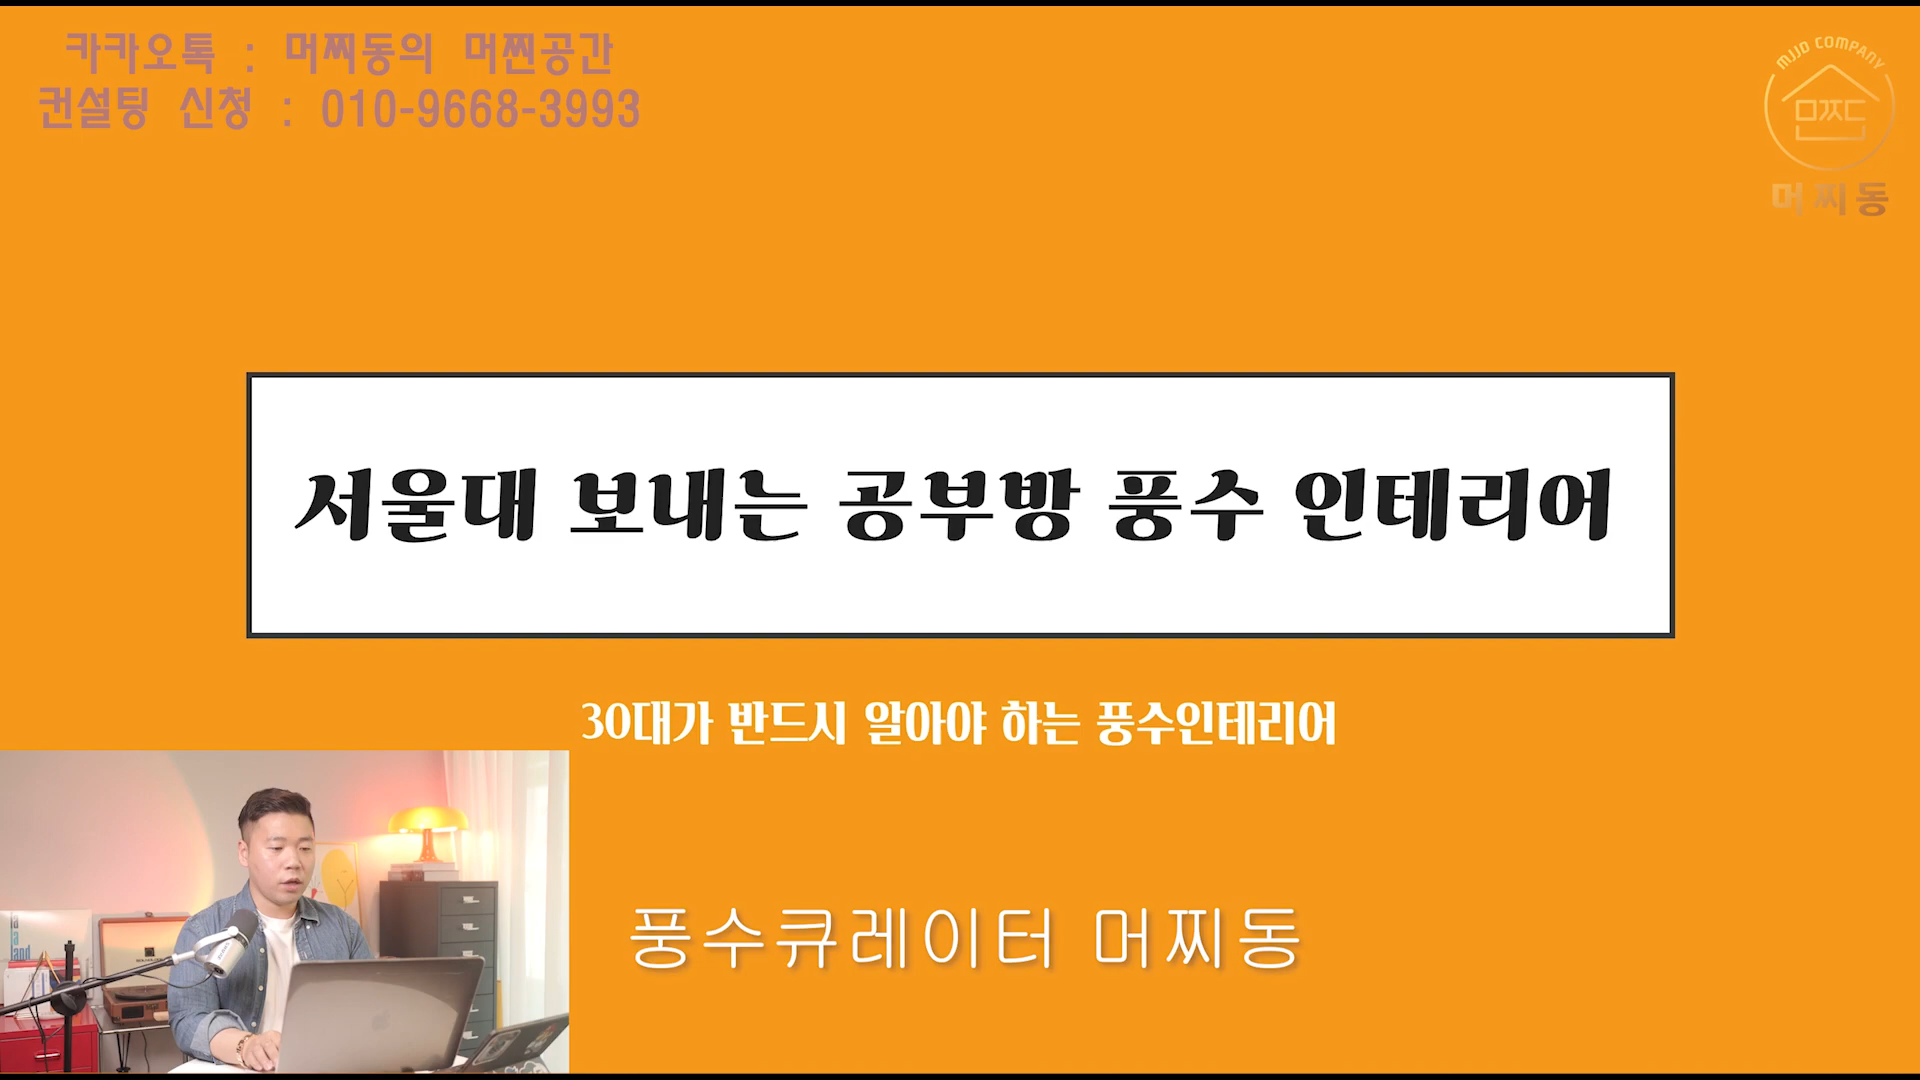 카카오톡 : 머찌동의 머찐공간
컨설팅 신청 : 010-9668-3993
MJJD COMPANY
머찌동
서울대 보내는 공부방 풍수 인테리어
30대가 반드시 알아야 하는 풍수인테리어
풍수큐레이터 머찌동